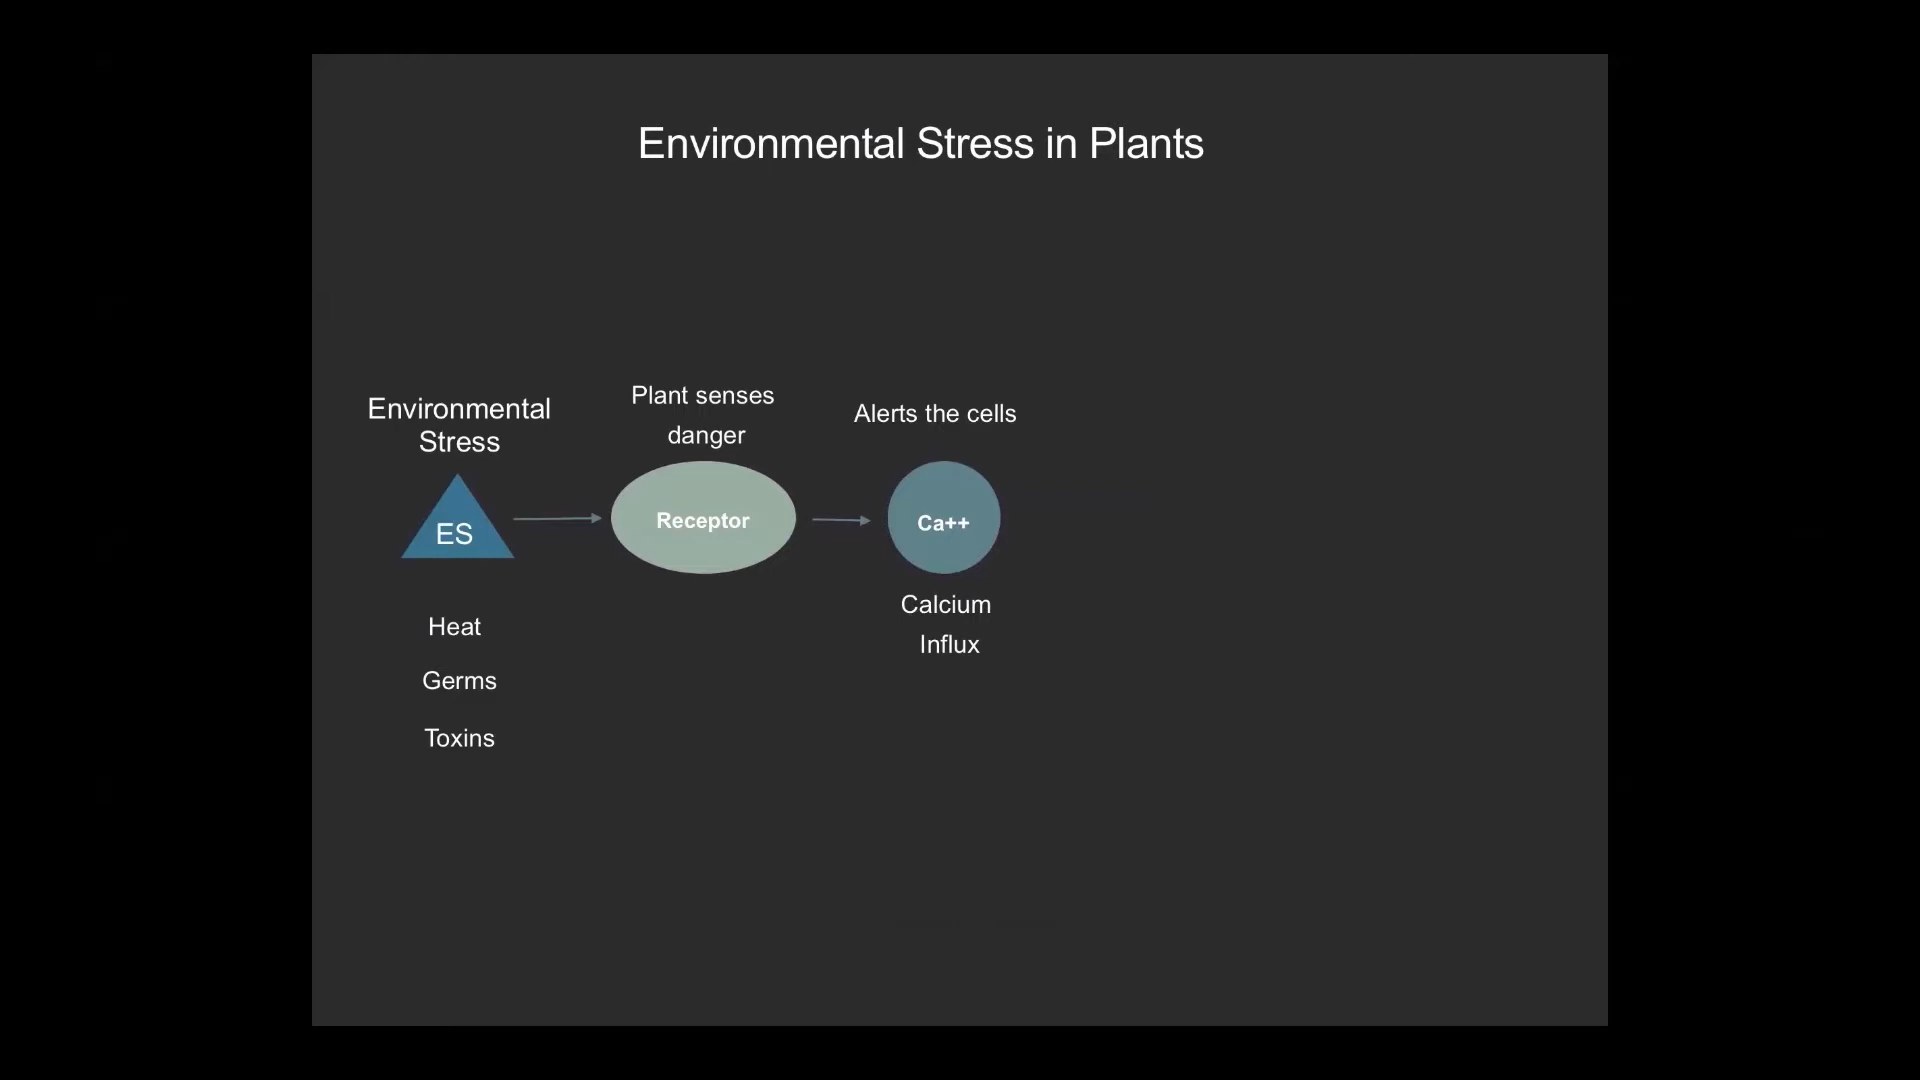 Environmental Stress in Plants
Environmental
Stress
ES
Heat
Germs
Toxins
Plant senses
danger
Receptor
Alerts the cells
Ca++
Calcium
Influx